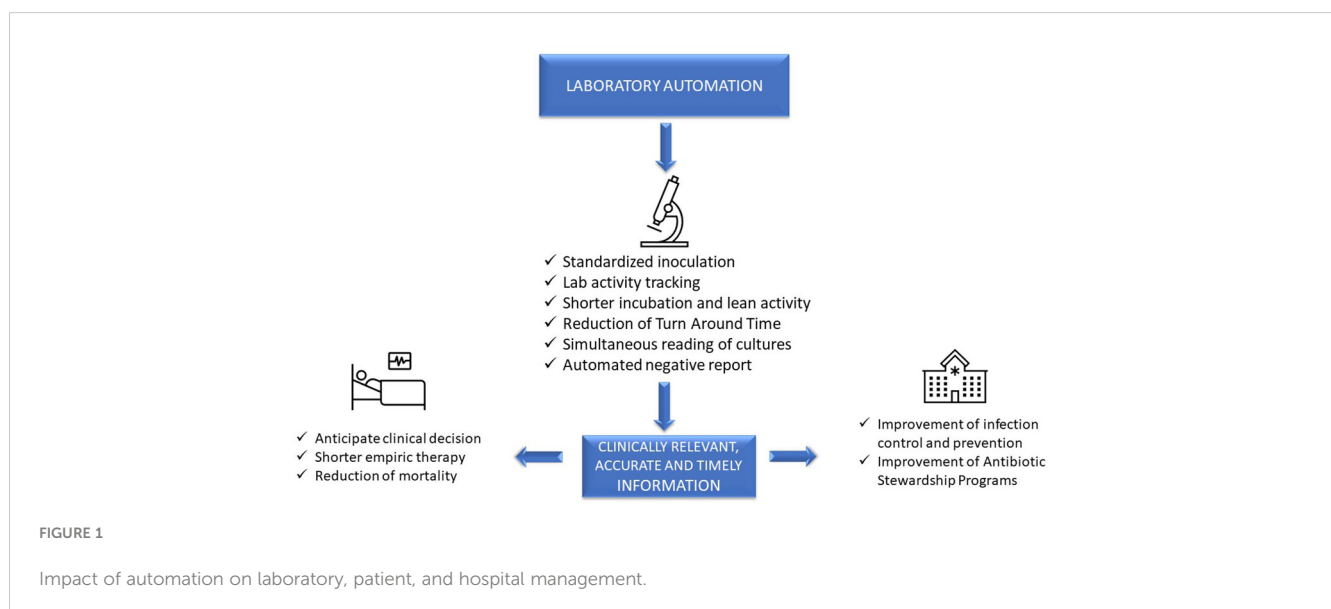 LABORATORY AUTOMATION
✓ Standardized inoculation
✓ Lab activity tracking
✓ Shorter incubation and lean activity
✓ Reduction of Turn Around Time
✓ Simultaneous reading of cultures
✓ Automated negative report
✓ Anticipate clinical decision
✓ Shorter empiric therapy
✓ Reduction of mortality
CLINICALLY RELEVANT,
ACCURATE AND TIMELY
INFORMATION
✓ Improvement of infection
control and prevention
✓ Improvement of Antibiotic
Stewardship Programs
FIGURE 1
Impact of automation on laboratory, patient, and hospital management.